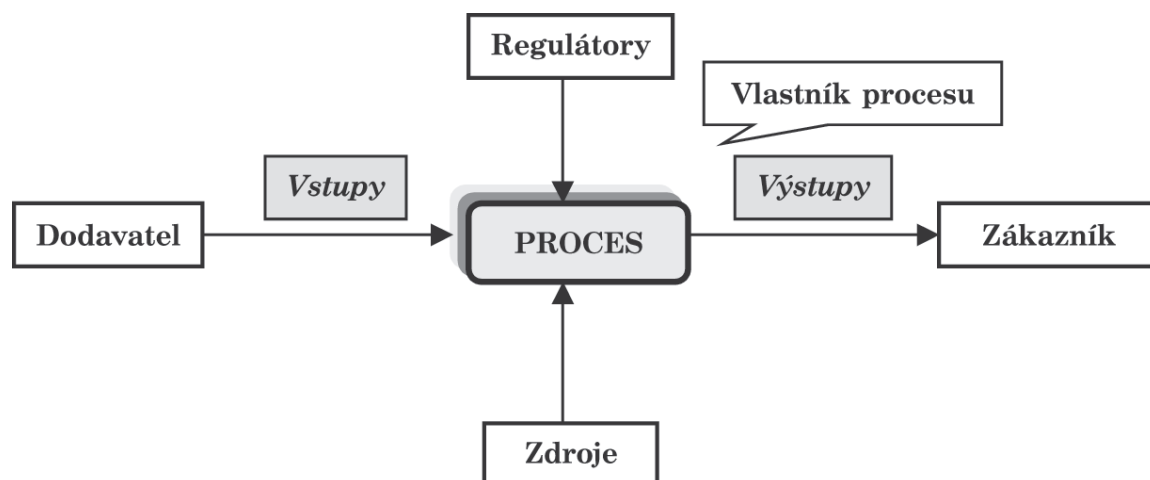 Regulátory
Vlastník procesu
Vstupy
Výstupy
Dodavatel
PROCES
Zákazník
Zdroje